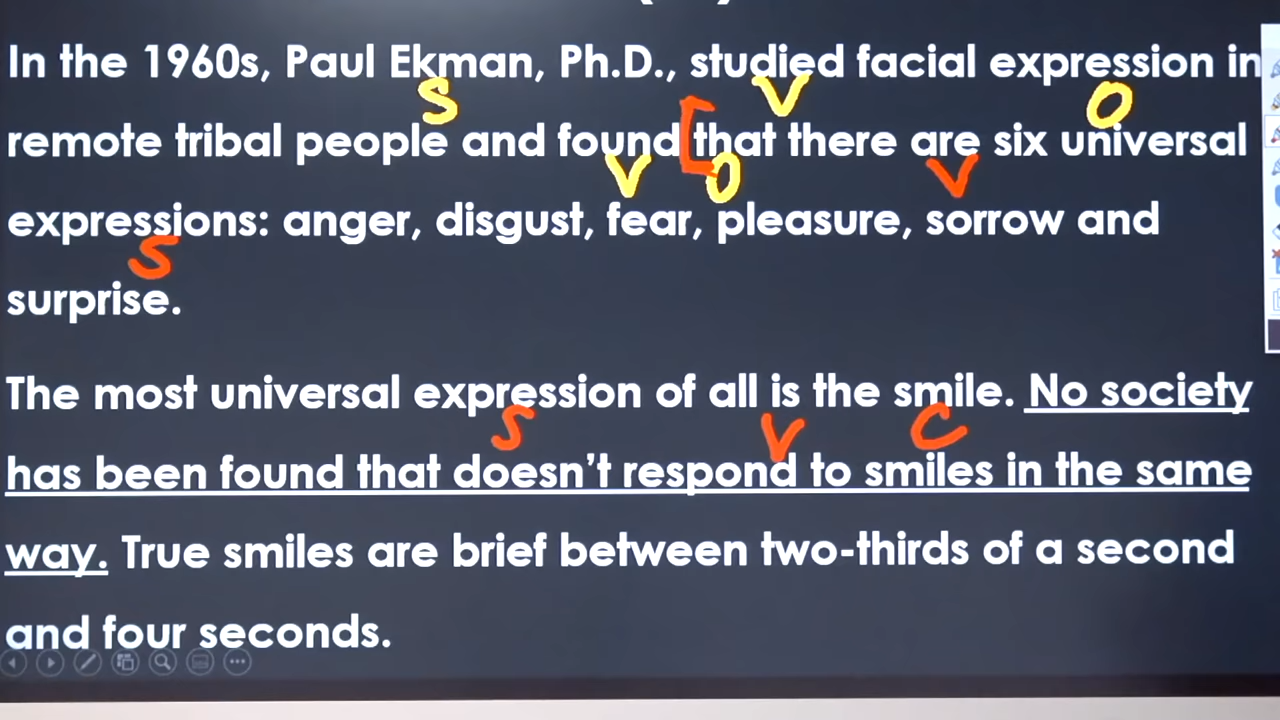 In the 1960s, Paul Ekman, Ph.D., studied facial expression in
S V O
remote tribal people and found [that there are six universal
V O V
expressions: anger, disgust, fear, pleasure, sorrow and
S
surprise.
The most universal expression of all is the smile. No society
S V C
has been found that doesn't respond to smiles in the same
way. True smiles are brief between two-thirds of a second
and four seconds.